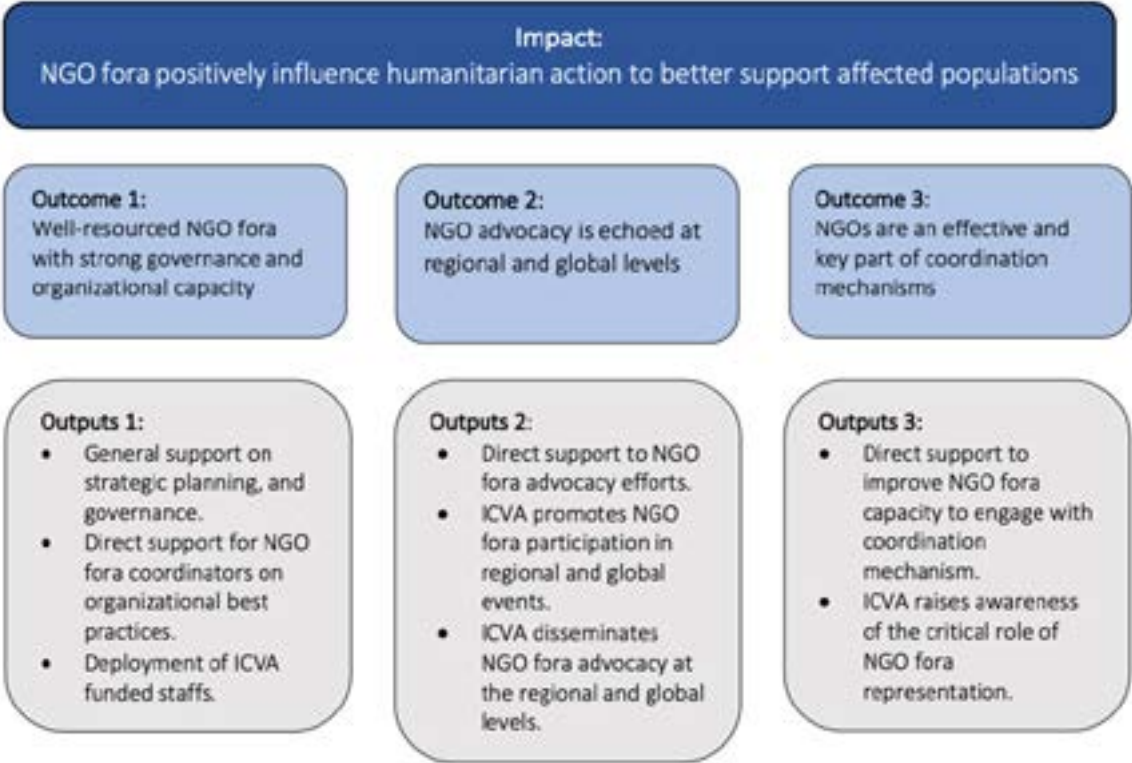 Impact:
NGO fora positively influence humanitarian action to better support affected populations
Outcome 1:
Well-resourced NGO fora
with strong governance and
organizational capacity
Outcome 2:
NGO advocacy is echoed at
regional and global levels
Outcome 3:
NGOs are an effective and
key part of coordination
mechanisms
Outputs 1:
• General support on
strategic planning, and
governance.
• Direct support for NGO
fora coordinators on
organizational best
practices.
• Deployment of ICVA
funded staffs.
Outputs 2:
• Direct support to NGO
fora advocacy efforts.
• ICVA promotes NGO
fora participation in
regional and global
events.
• ICVA disseminates
NGO fora advocacy at
the regional and global
levels.
Outputs 3:
• Direct support to
improve NGO fora
capacity to engage with
coordination
mechanism.
• ICVA raises awareness
of the critical role of
NGO fora
representation.